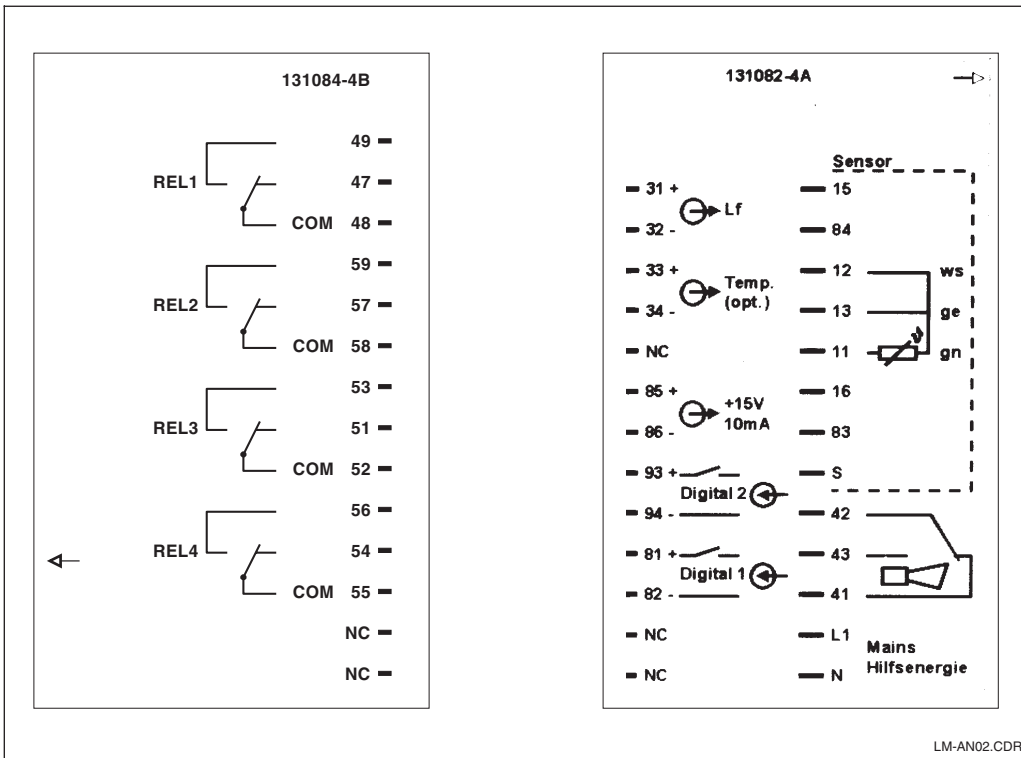 131084-4B
49
REL1 47
COM 48
59
REL2 57
COM 58
53
REL3 51
COM 52
56
REL4 54
COM 55
NC
NC
131082-4A
Sensor
31 + 15
Lf
32 - 84
33 + 12 ws
Temp.
(opt.)
34 - 13 ge
ϑ
NC 11 gn
85 + 16
+15V
10mA
86 - 83
93 + S
Digital 2
94 - 42
81 + 43
Digital 1
82 - 41
NC L1
Mains
Hilfsenergie
NC N
LM-AN02.CDR